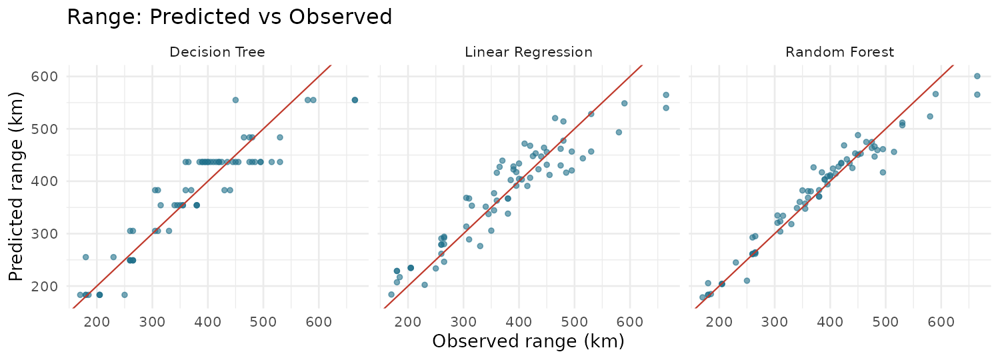 Range: Predicted vs Observed
Decision Tree
Linear Regression
Random Forest
Predicted range (km)
600
500
400
300
200
200 300 400 500 600
200 300 400 500 600
200 300 400 500 600
Observed range (km)